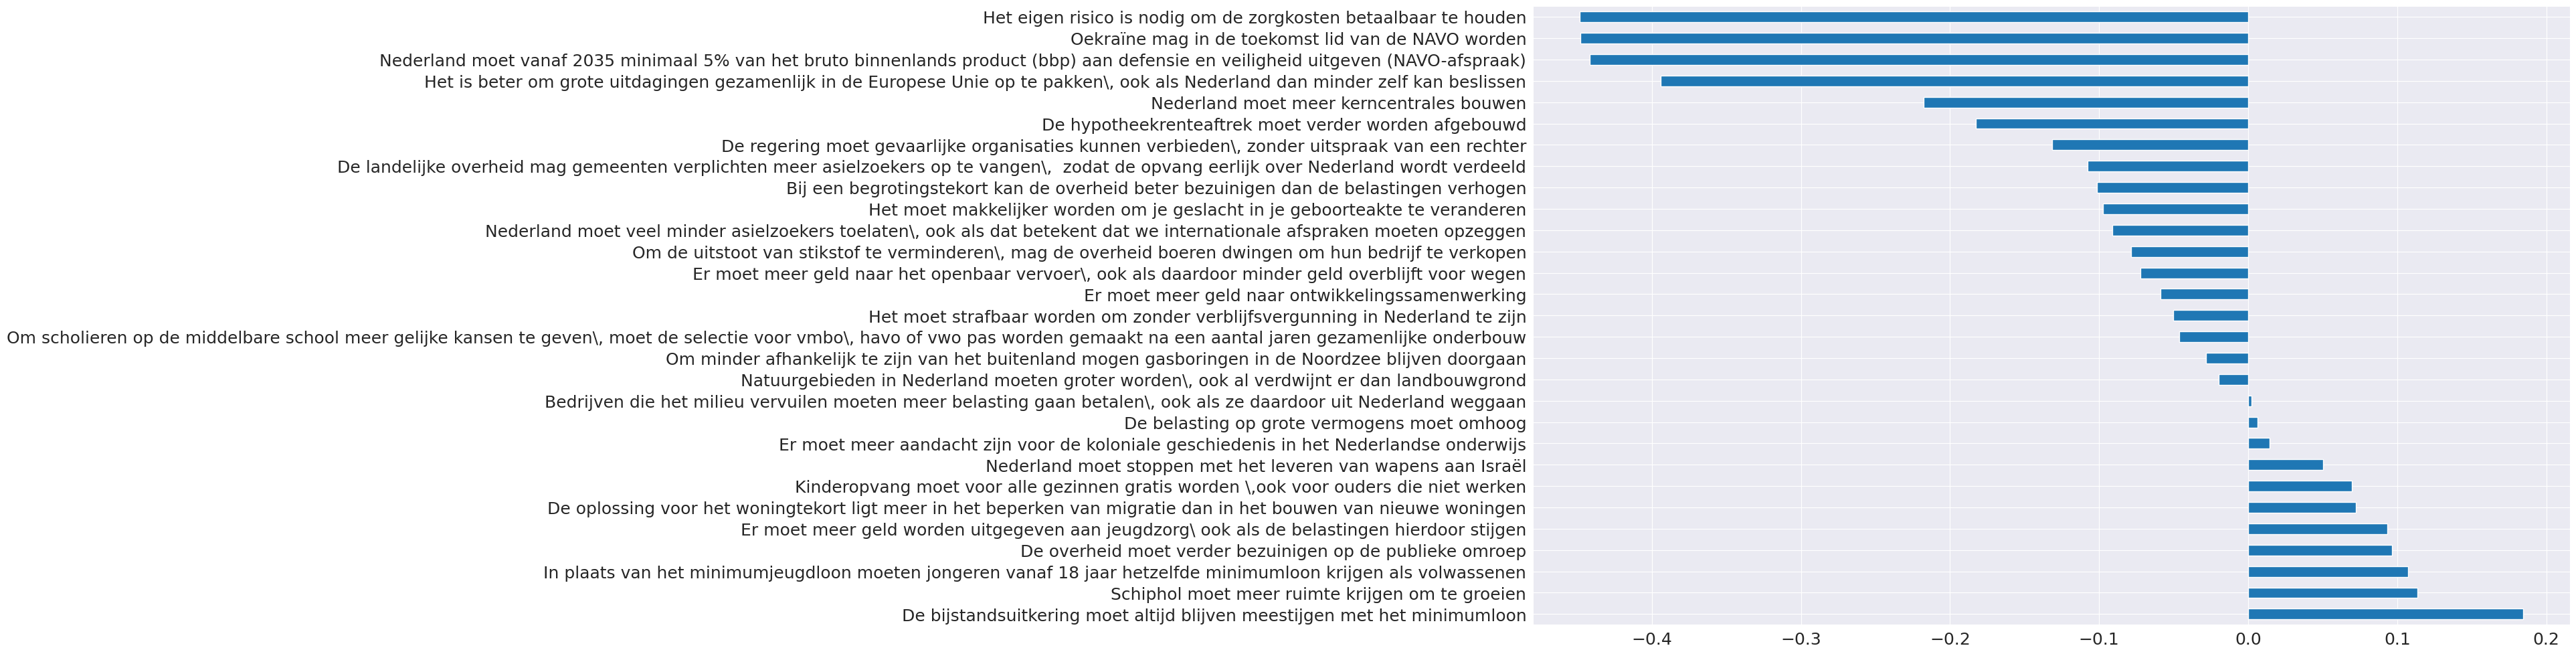 Het eigen risico is nodig om de zorgkosten betaalbaar te houden
Oekraïne mag in de toekomst lid van de NAVO worden
Nederland moet vanaf 2035 minimaal 5% van het bruto binnenlands product (bbp) aan defensie en veiligheid uitgeven (NAVO-afspraak)
Het is beter om grote uitdagingen gezamenlijk in de Europese Unie op te pakken\, ook als Nederland dan minder zelf kan beslissen
Nederland moet meer kerncentrales bouwen
De hypotheekrenteaftrek moet verder worden afgebouwd
De regering moet gevaarlijke organisaties kunnen verbieden\, zonder uitspraak van een rechter
De landelijke overheid mag gemeenten verplichten meer asielzoekers op te vangen\,  zodat de opvang eerlijk over Nederland wordt verdeeld
Bij een begrotingstekort kan de overheid beter bezuinigen dan de belastingen verhogen
Het moet makkelijker worden om je geslacht in je geboorteakte te veranderen
Nederland moet veel minder asielzoekers toelaten\, ook als dat betekent dat we internationale afspraken moeten opzeggen
Om de uitstoot van stikstof te verminderen\, mag de overheid boeren dwingen om hun bedrijf te verkopen
Er moet meer geld naar het openbaar vervoer\, ook als daardoor minder geld overblijft voor wegen
Er moet meer geld naar ontwikkelingssamenwerking
Het moet strafbaar worden om zonder verblijfsvergunning in Nederland te zijn
Om scholieren op de middelbare school meer gelijke kansen te geven\, moet de selectie voor vmbo\, havo of vwo pas worden gemaakt na een aantal jaren gezamenlijke onderbouw
Om minder afhankelijk te zijn van het buitenland mogen gasboringen in de Noordzee blijven doorgaan
Natuurgebieden in Nederland moeten groter worden\, ook al verdwijnt er dan landbouwgrond
Bedrijven die het milieu vervuilen moeten meer belasting gaan betalen\, ook als ze daardoor uit Nederland weggaan
De belasting op grote vermogens moet omhoog
Er moet meer aandacht zijn voor de koloniale geschiedenis in het Nederlandse onderwijs
Nederland moet stoppen met het leveren van wapens aan Israël
Kinderopvang moet voor alle gezinnen gratis worden \,ook voor ouders die niet werken
De oplossing voor het woningtekort ligt meer in het beperken van migratie dan in het bouwen van nieuwe woningen
Er moet meer geld worden uitgegeven aan jeugdzorg\ ook als de belastingen hierdoor stijgen
De overheid moet verder bezuinigen op de publieke omroep
In plaats van het minimumjeugdloon moeten jongeren vanaf 18 jaar hetzelfde minimumloon krijgen als volwassenen
Schiphol moet meer ruimte krijgen om te groeien
De bijstandsuitkering moet altijd blijven meestijgen met het minimumloon
−0.4 −0.3 −0.2 −0.1 0.0 0.1 0.2